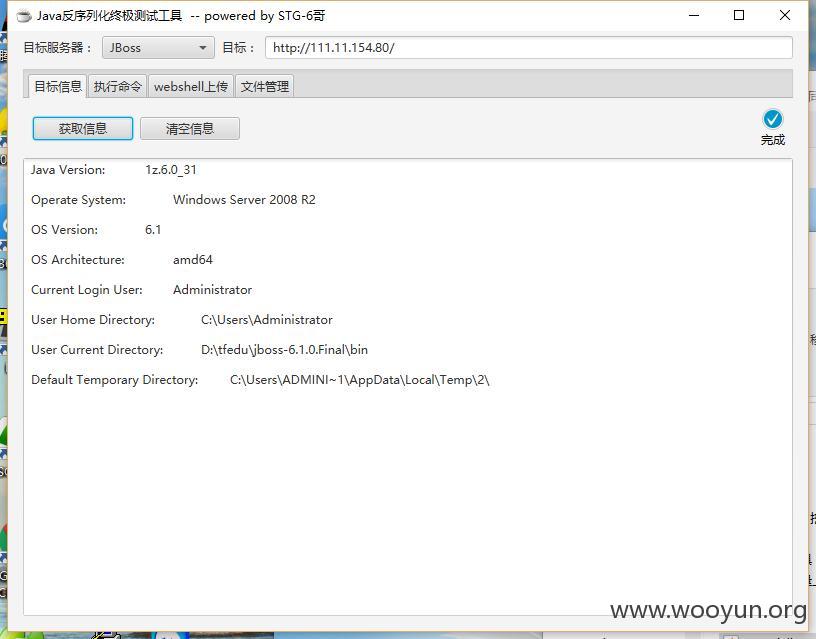 Java反序列化终极测试工具 -- powered by STG-6哥
目标服务器： JBoss 目标： http://111.11.154.80/
目标信息 执行命令 webshell上传 文件管理
获取信息 清空信息
完成
Java Version: 1z.6.0_31
Operate System: Windows Server 2008 R2
OS Version: 6.1
OS Architecture: amd64
Current Login User: Administrator
User Home Directory: C:\Users\Administrator
User Current Directory: D:\tfedu\jboss-6.1.0.Final\bin
Default Temporary Directory: C:\Users\ADMINI~1\AppData\Local\Temp\2\
www.wooyun.org